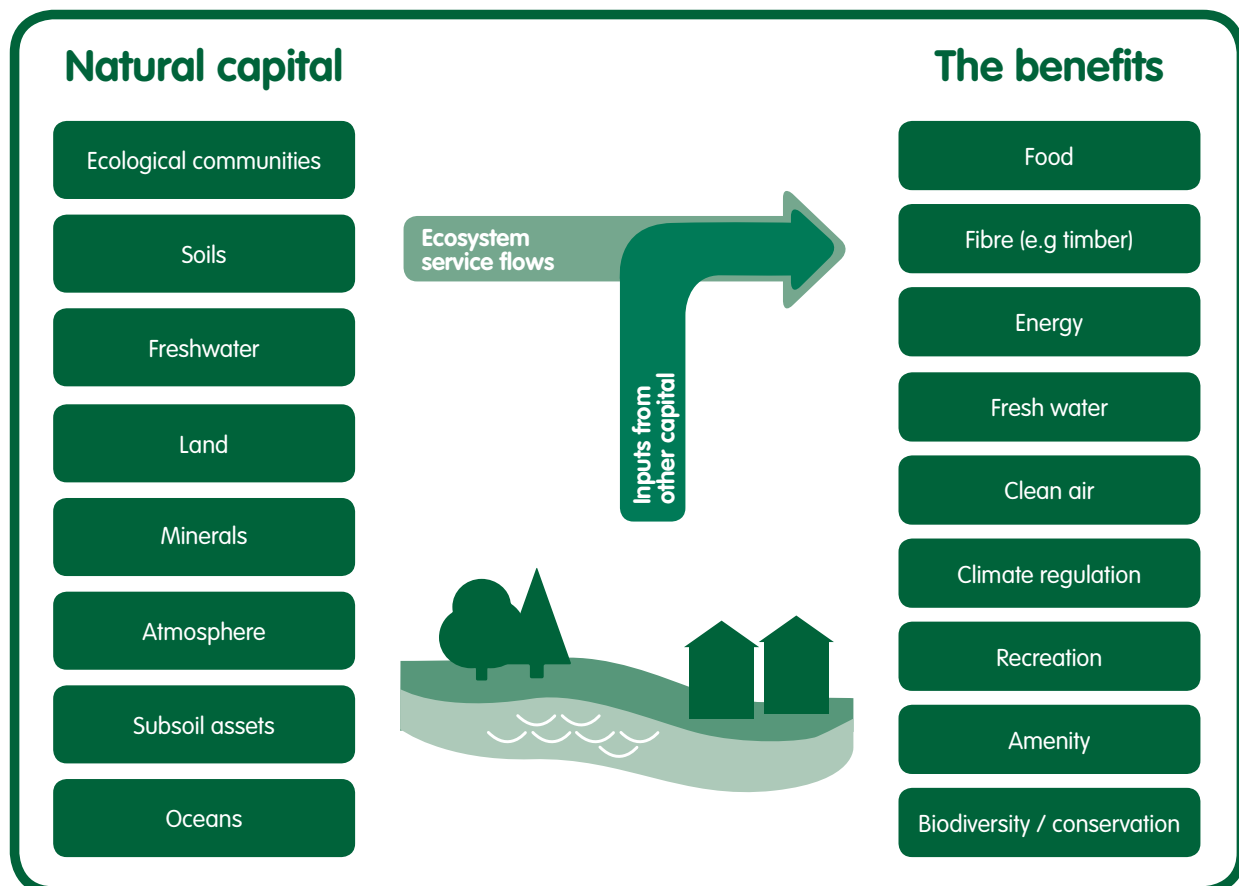 Natural capital
Ecological communities
Soils
Freshwater
Land
Minerals
Atmosphere
Subsoil assets
Oceans
Ecosystem
service flows
Inputs from
other capital
The benefits
Food
Fibre (e.g timber)
Energy
Fresh water
Clean air
Climate regulation
Recreation
Amenity
Biodiversity / conservation